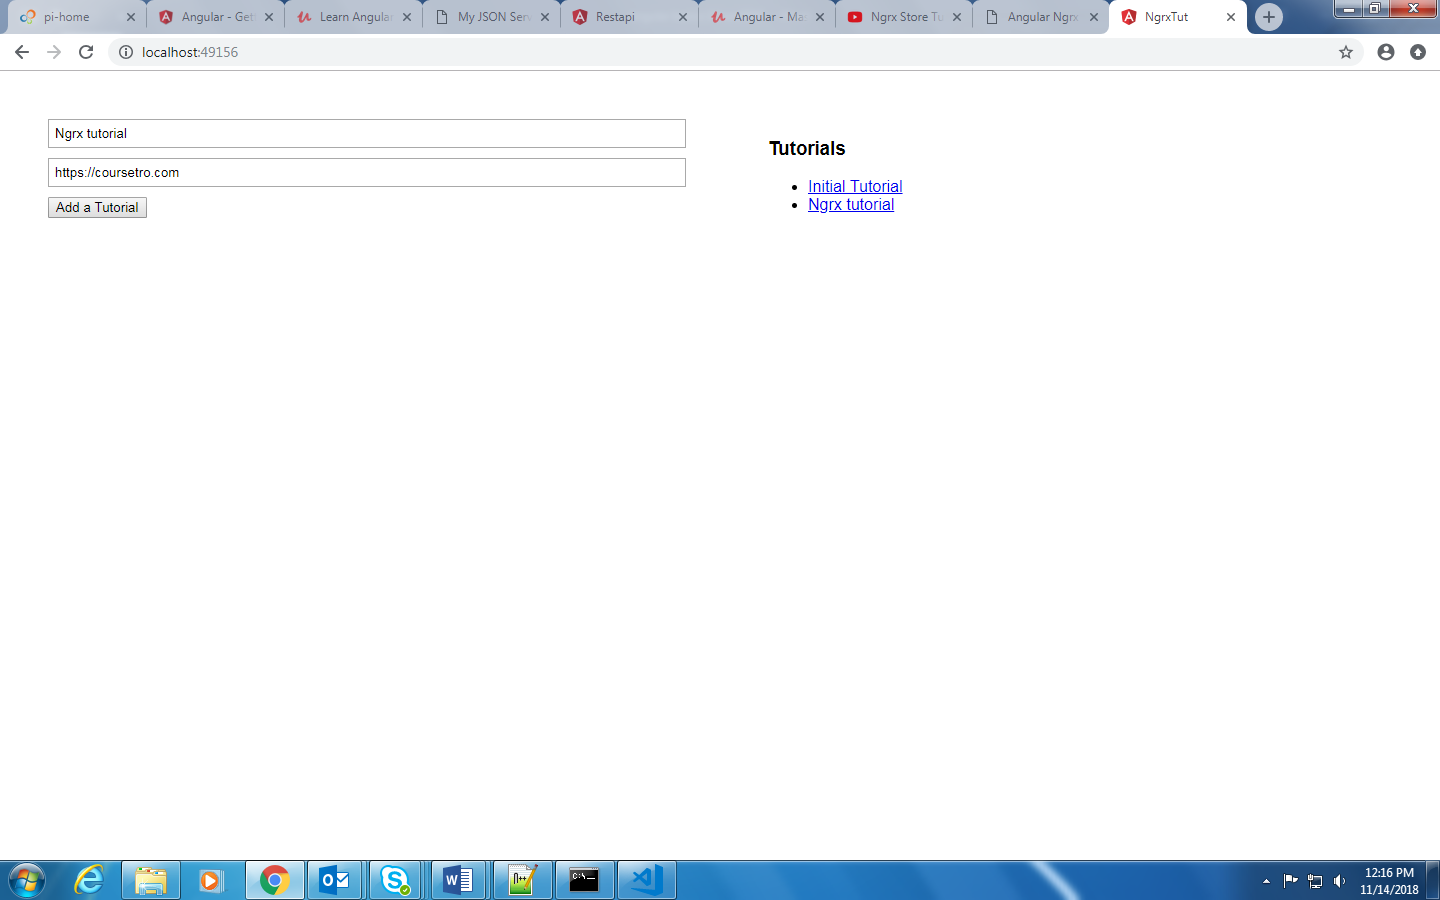 pi-home
Angular - Get
Learn Angula
My JSON Serv
Restapi
Angular - Ma
Ngrx Store Tu
Angular Ngrx
NgrxTut
localhost:49156
Ngrx tutorial
https://coursetro.com
Add a Tutorial
Tutorials
Initial Tutorial
Ngrx tutorial
12:16 PM
11/14/2018